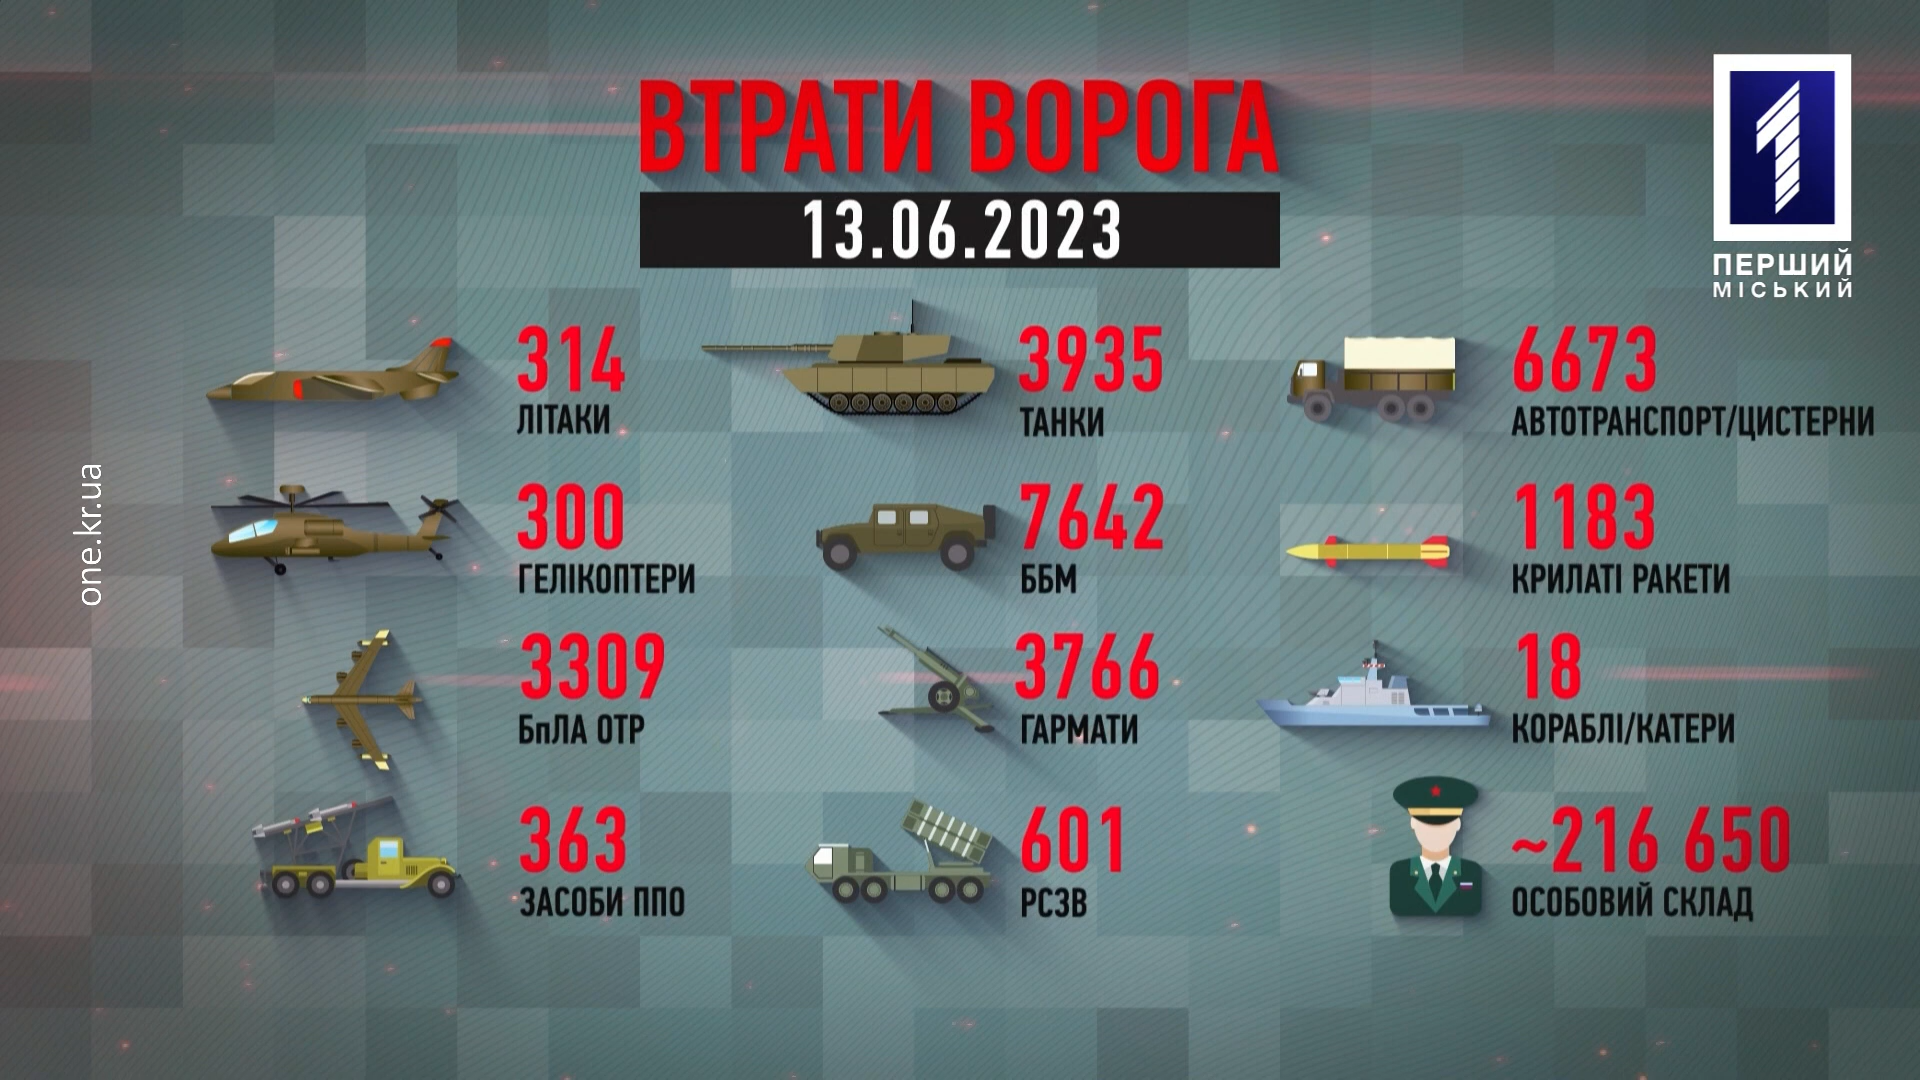 ВТРАТИ ВОРОГА
13.06.2023
1
ПЕРШИЙ
МІСЬКИЙ
one.kr.ua
314
ЛІТАКИ
3935
ТАНКИ
6673
АВТОТРАНСПОРТ/ЦИСТЕРНИ
300
ГЕЛІКОПТЕРИ
7642
ББМ
1183
КРИЛАТІ РАКЕТИ
3309
БпЛА ОТР
3766
ГАРМАТИ
18
КОРАБЛІ/КАТЕРИ
363
ЗАСОБИ ППО
601
РСЗВ
~216 650
ОСОБОВИЙ СКЛАД